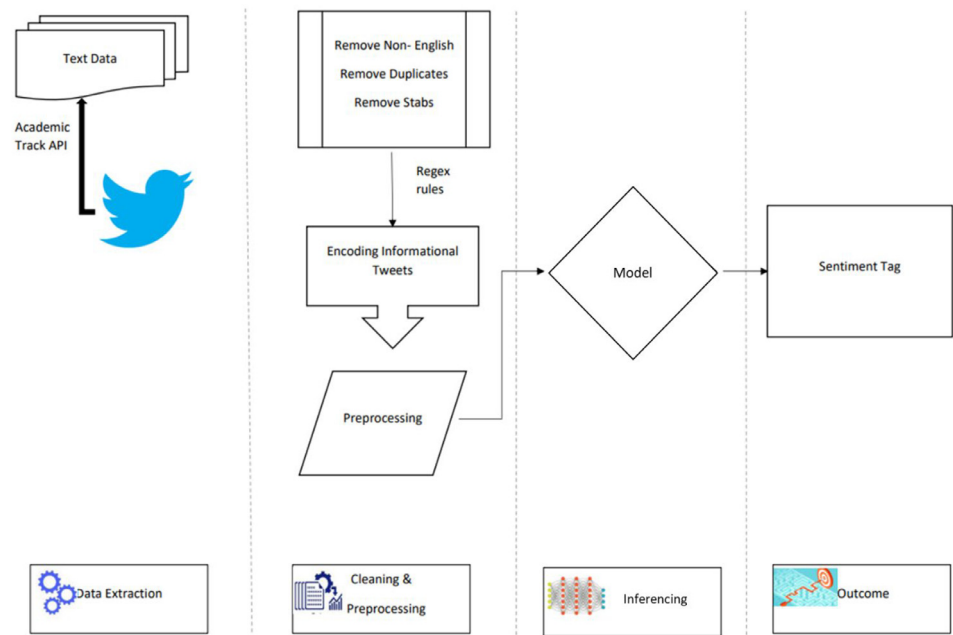 Text Data
Academic
Track API
Remove Non- English
Remove Duplicates
Remove Stabs
Regex
rules
Encoding Informational
Tweets
Preprocessing
Model
Sentiment Tag
Data Extraction
Cleaning &
Preprocessing
Inferencing
Outcome